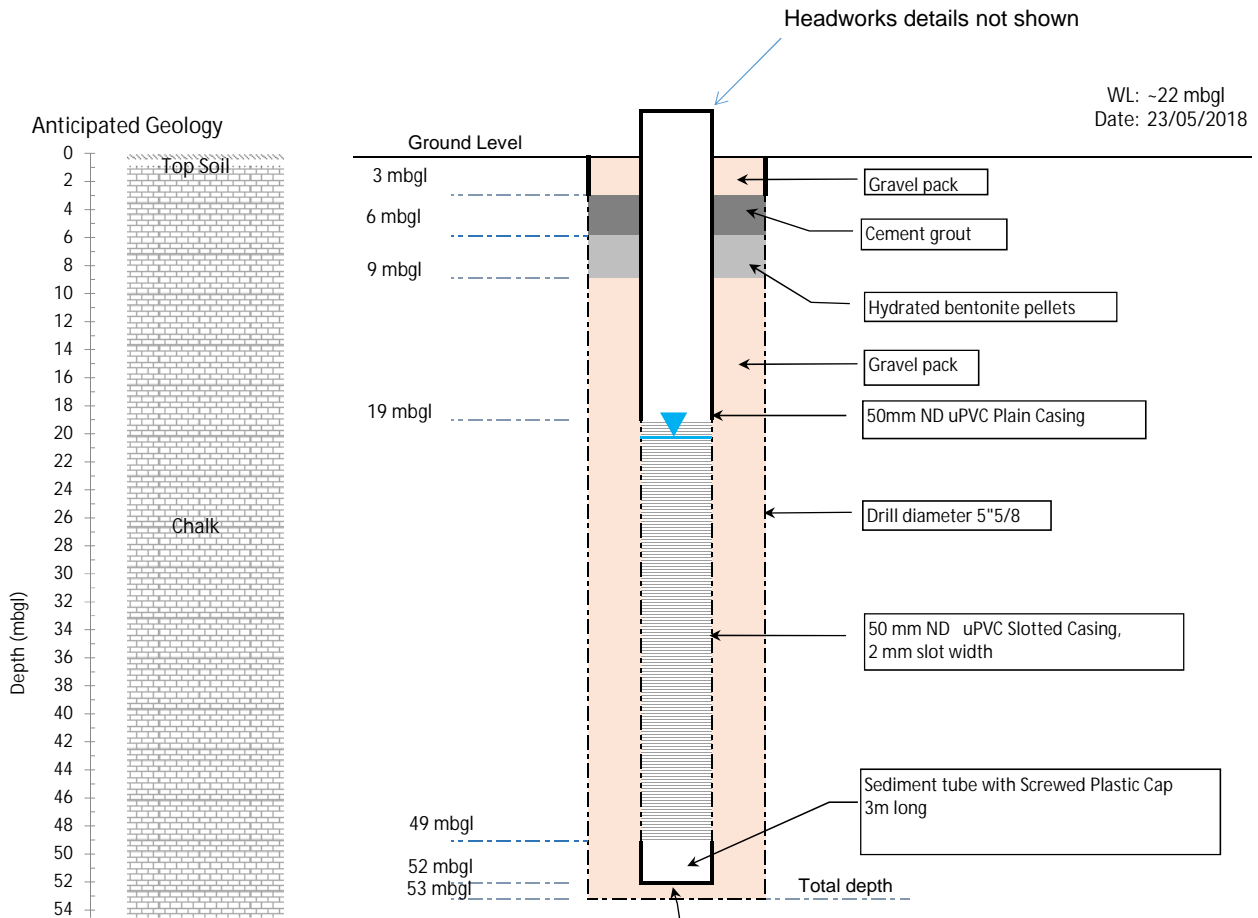 Headworks details not shown
WL: ~22 mbgl
Date: 23/05/2018
Anticipated Geology
Ground Level
0
2
4
6
8
10
12
14
16
18
20
22
24
26
28
30
32
34
36
38
40
42
44
46
48
50
52
54
Depth (mbgl)
Top Soil
Chalk
3 mbgl
6 mbgl
9 mbgl
19 mbgl
49 mbgl
52 mbgl
53 mbgl
Gravel pack
Cement grout
Hydrated bentonite pellets
Gravel pack
50mm ND uPVC Plain Casing
Drill diameter 5"5/8
50 mm ND uPVC Slotted Casing,
2 mm slot width
Sediment tube with Screwed Plastic Cap
3m long
Total depth